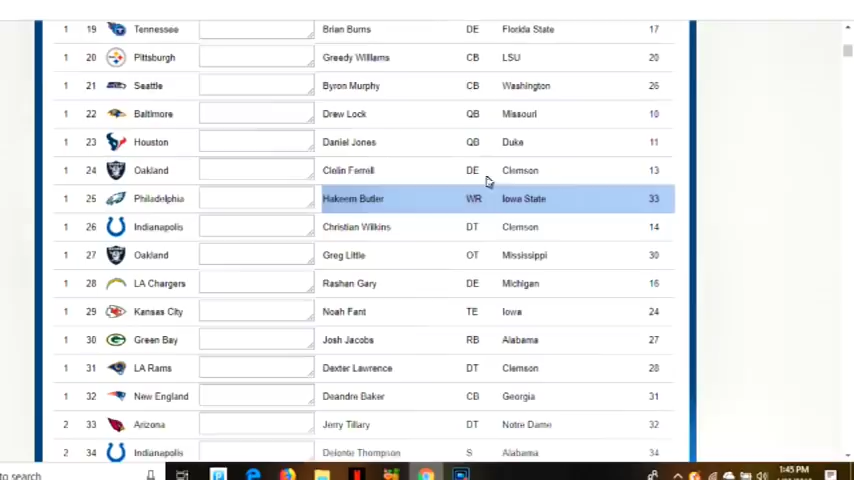 1 19 Tennessee Brian Burns DE Florida State 17
1 20 Pittsburgh Greedy Williams CB LSU 20
1 21 Seattle Byron Murphy CB Washington 26
1 22 Baltimore Drew Lock QB Missouri 10
1 23 Houston Daniel Jones QB Duke 11
1 24 Oakland Clelin Ferrell DE Clemson 13
1 25 Philadelphia Hakeem Butler WR Iowa State 33
1 26 Indianapolis Christian Wilkins DT Clemson 14
1 27 Oakland Greg Little OT Mississippi 30
1 28 LA Chargers Rashan Gary DE Michigan 16
1 29 Kansas City Noah Fant TE Iowa 24
1 30 Green Bay Josh Jacobs RB Alabama 27
1 31 LA Rams Dexter Lawrence DT Clemson 28
1 32 New England Deandre Baker CB Georgia 31
2 33 Arizona Jerry Tillary DT Notre Dame 32
2 34 Indianapolis Deionte Thompson S Alabama 34
to search
1:45 PM